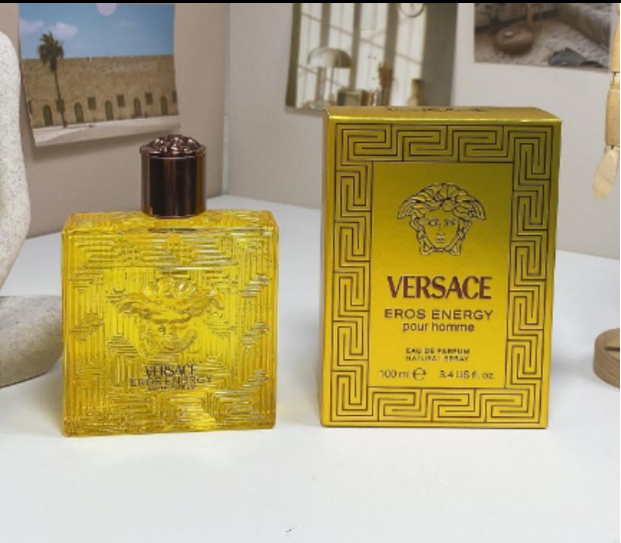 VERSACE
EROS ENERGY
VERSACE
EROS ENERGY
pour homme
EAU DE PARFUM
NATURAL SPRAY
100 ml ℮ 3.4 US fl. oz.